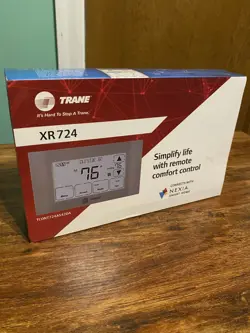 TRANE
It's Hard To Stop A Trane.
XR724
76
Simplify life
with remote
comfort control
NEXIA